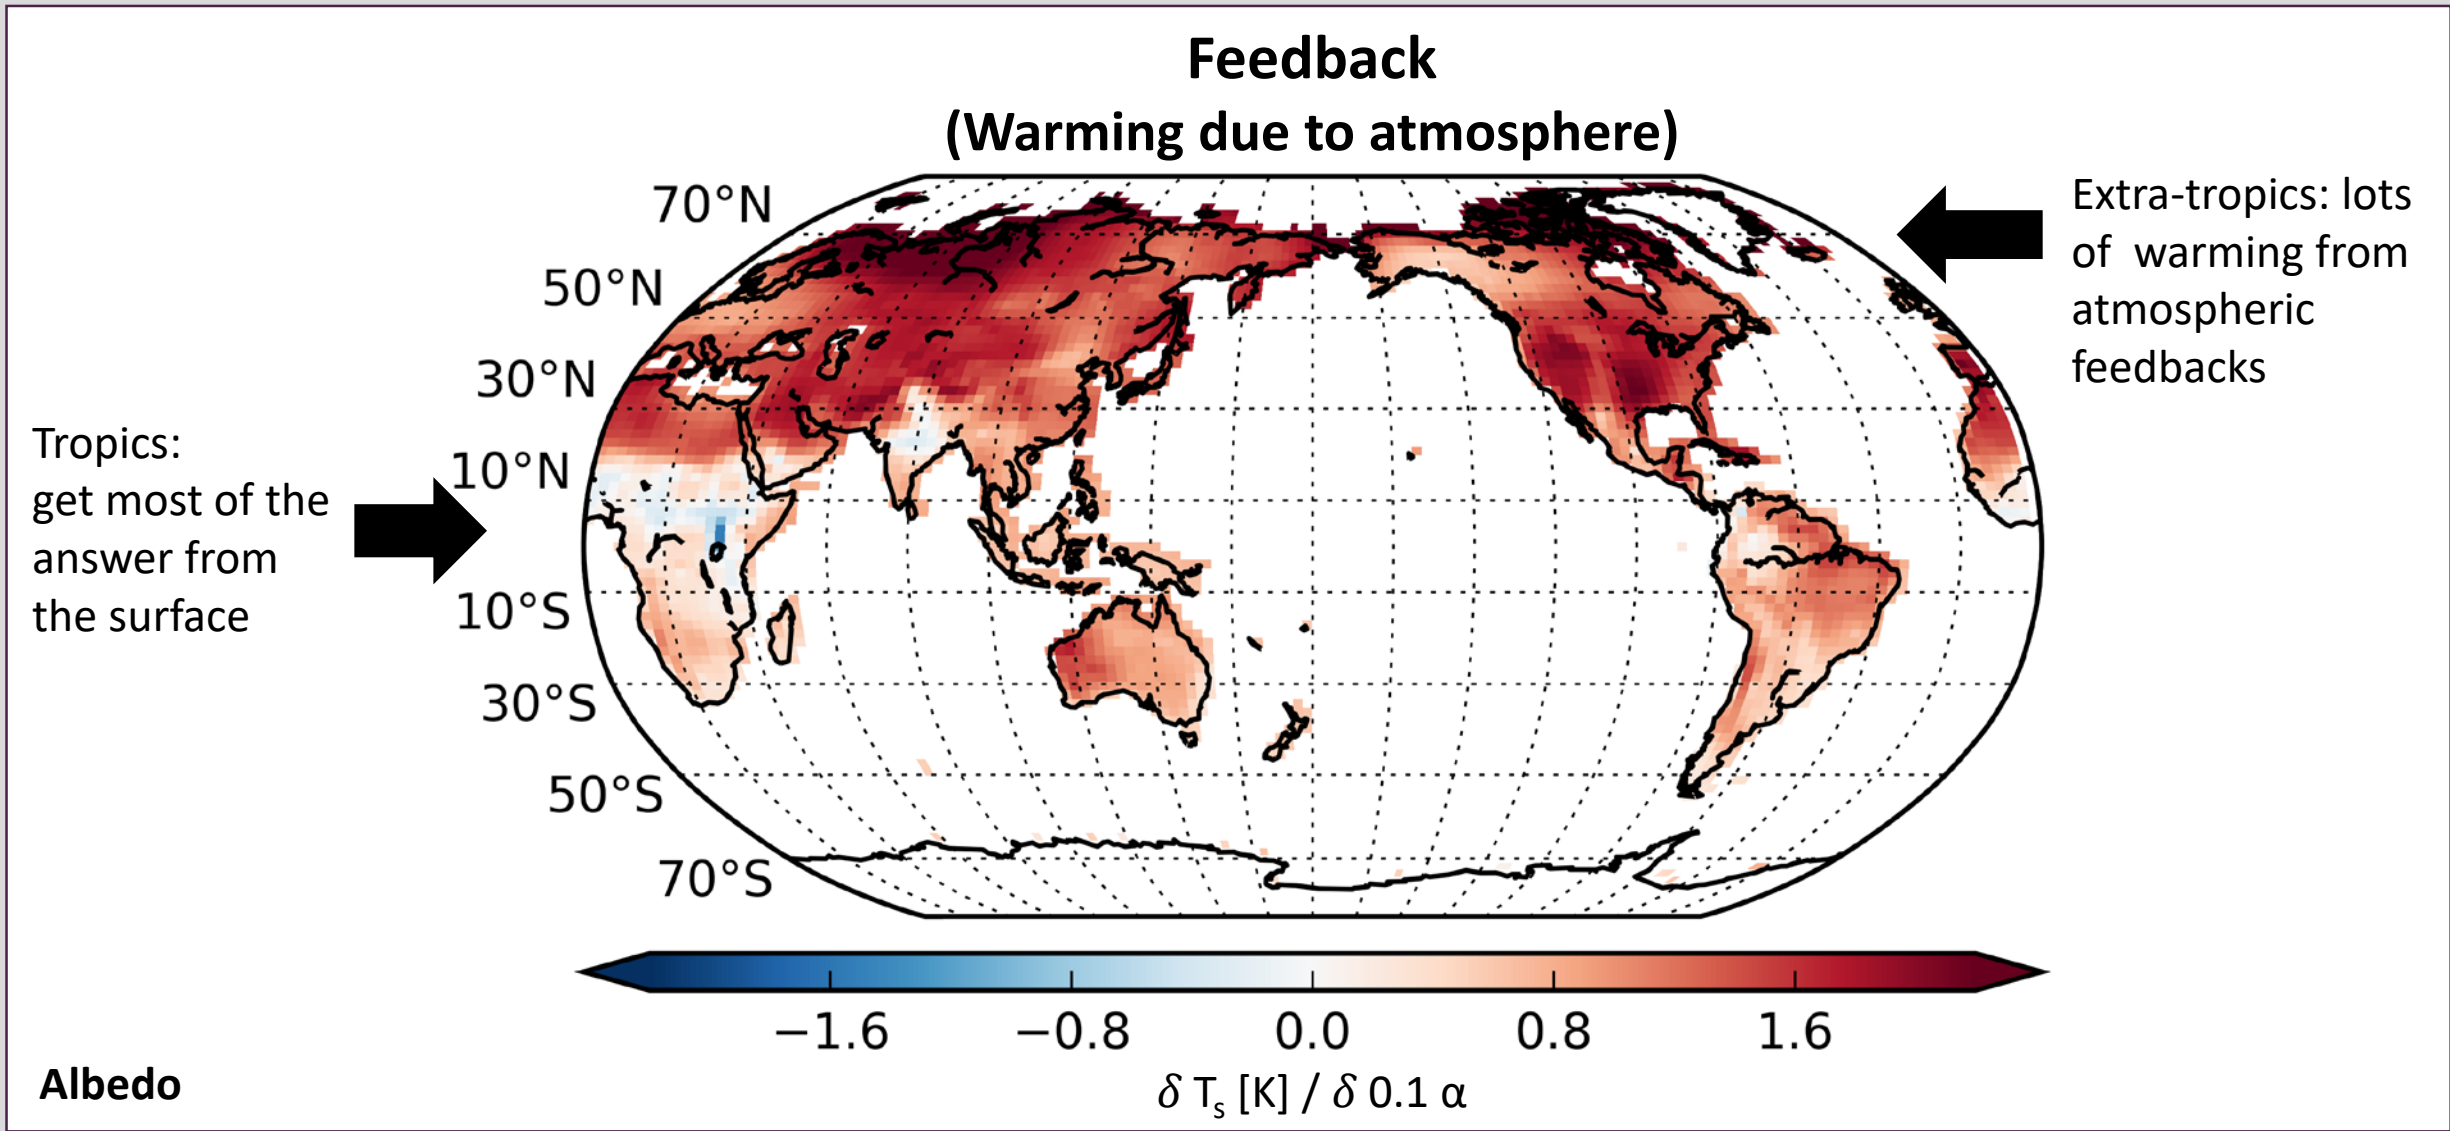 Feedback
(Warming due to atmosphere)
70°N
50°N
30°N
10°N
10°S
30°S
50°S
70°S
Tropics:
get most of the
answer from
the surface
Extra-tropics: lots
of  warming from
atmospheric
feedbacks
−1.6
−0.8
0.0
0.8
1.6
δ Tₛ [K] / δ 0.1 α
Albedo